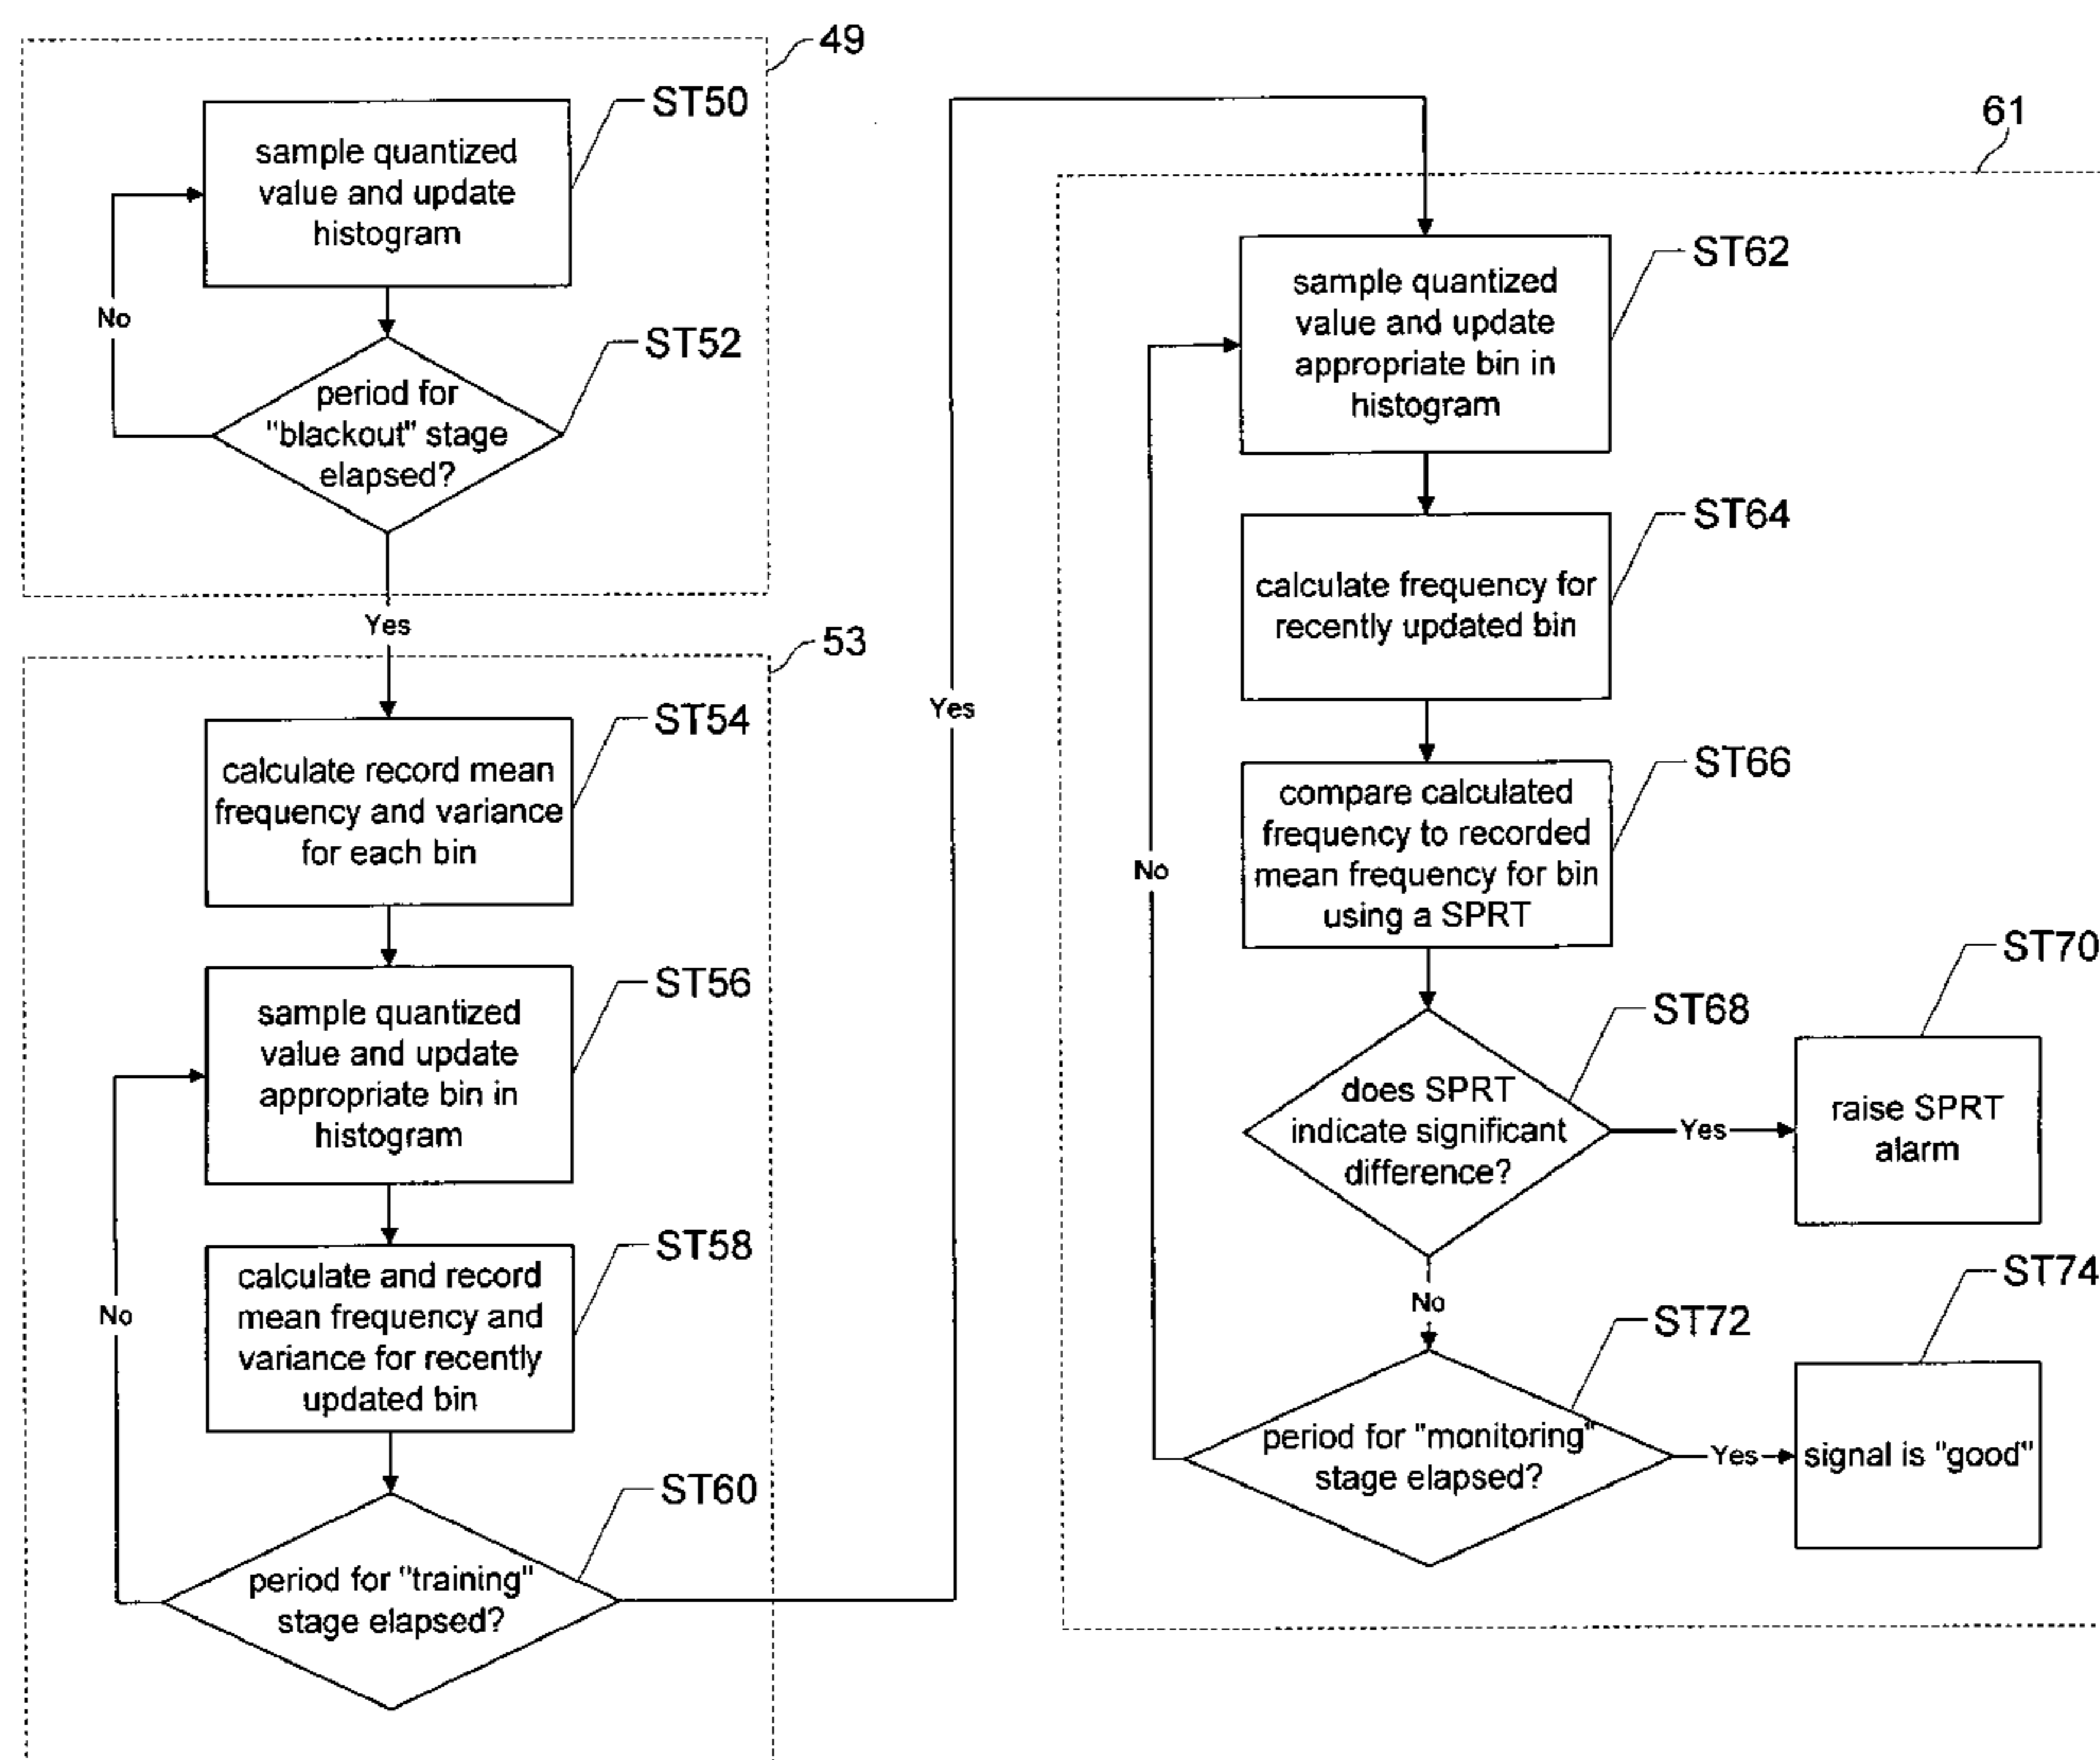 49
ST50
sample quantized
value and update
histogram
No
ST52
period for
"blackout" stage
elapsed?
Yes
53
ST54
calculate record mean
frequency and variance
for each bin
ST56
sample quantized
value and update
appropriate bin in
histogram
ST58
calculate and record
mean frequency and
variance for recently
updated bin
No
ST60
period for "training"
stage elapsed?
Yes
61
ST62
sample quantized
value and update
appropriate bin in
histogram
ST64
calculate frequency for
recently updated bin
ST66
compare calculated
frequency to recorded
mean frequency for bin
using a SPRT
No
ST68
does SPRT
indicate significant
difference?
Yes
ST70
raise SPRT
alarm
No
ST72
period for "monitoring"
stage elapsed?
Yes
ST74
signal is "good"